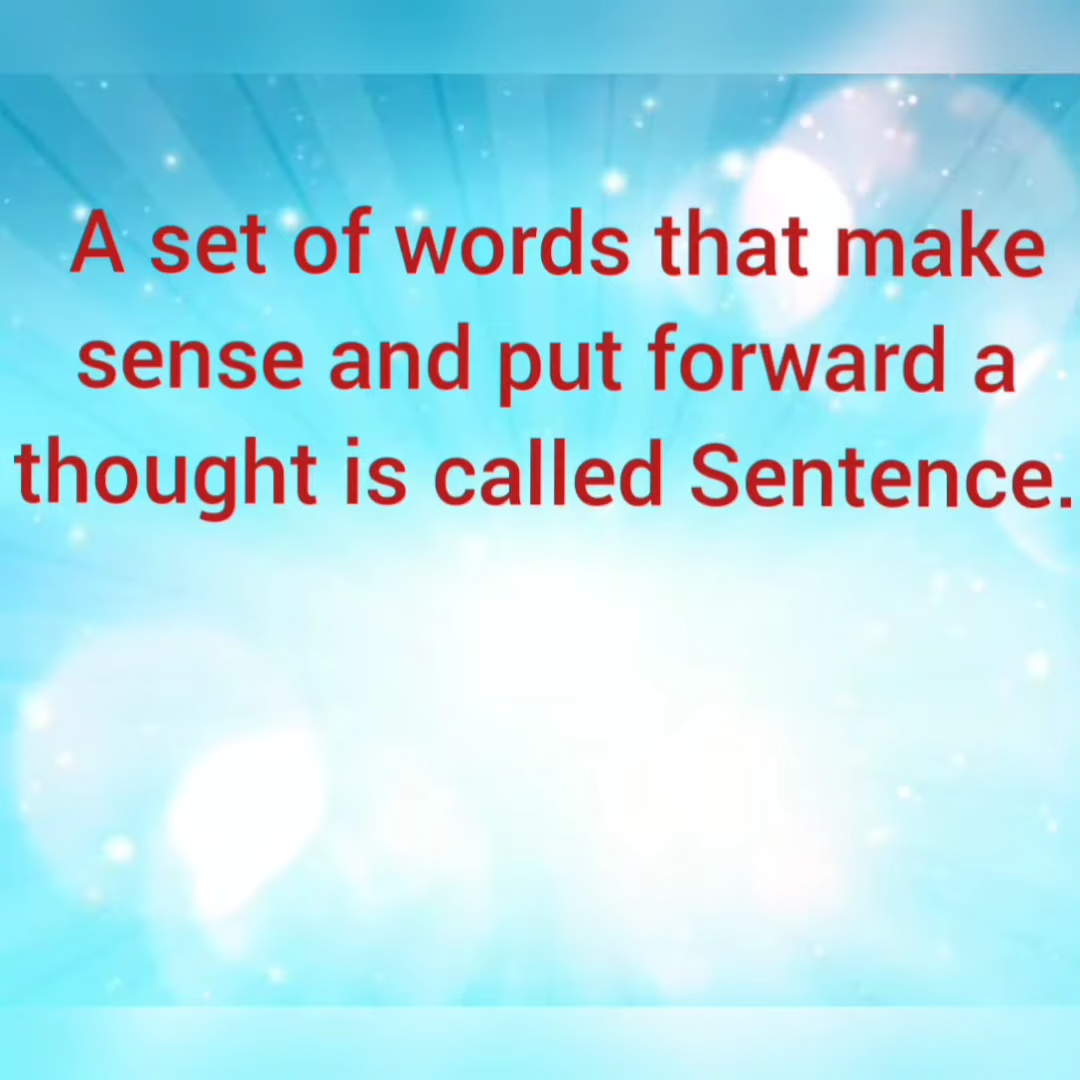 A set of words that make
sense and put forward a
thought is called Sentence.